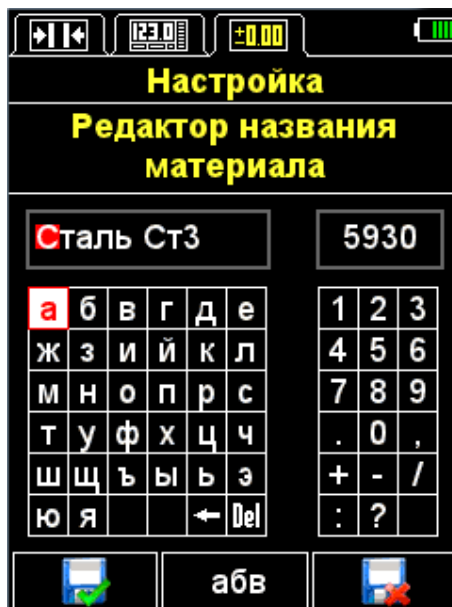 123.0 ±0.00
Настройка
Редактор названия
материала
Сталь Ст3 5930
а б в г д е 1 2 3
ж з и й к л 4 5 6
м н о п р с 7 8 9
т у ф х ц ч . 0 ,
ш щ ъ ы ь э + - /
ю я ← Del : ?
абв